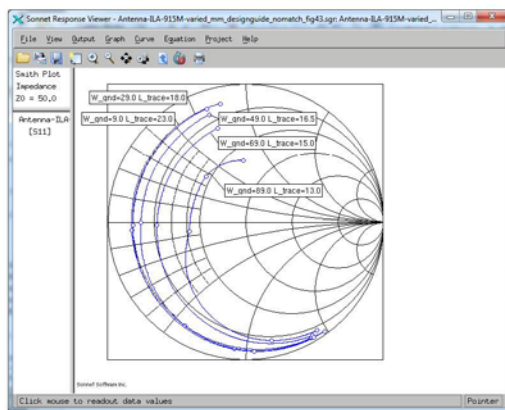 Sonnet Response Viewer - Antenna-ILA-915M-varied_mm_designguide_nomatch_fig43.sgr: Antenna-ILA-915M-varied_...
File View Output Graph Curve Equation Project Help
Smith Plot
Impedance
Z0 = 50.0
Antenna-ILA-
[S11]
W_gnd=29.0 L_trace=18.0
W_gnd=9.0 L_trace=23.0
W_gnd=49.0 L_trace=16.5
W_gnd=69.0 L_trace=15.0
W_gnd=89.0 L_trace=13.0
Sonnet Software Inc.
Click mouse to readout data values
Pointer